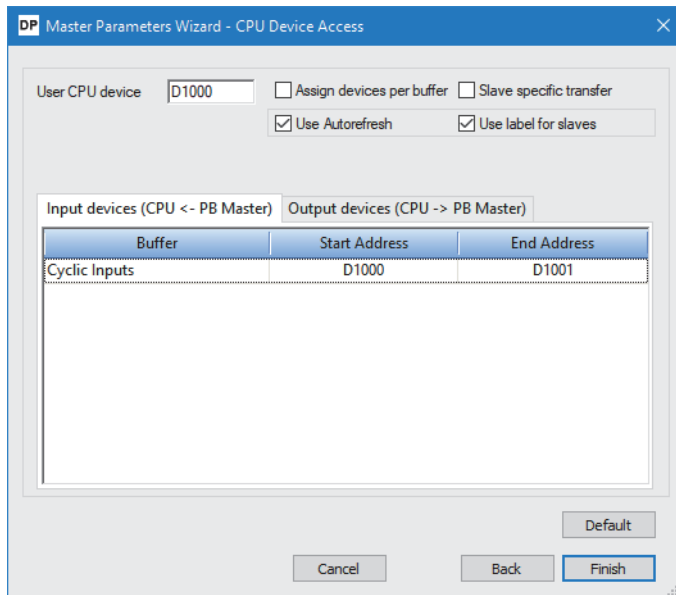 DP Master Parameters Wizard - CPU Device Access
User CPU device D1000 Assign devices per buffer Slave specific transfer
Use Autorefresh Use label for slaves
Input devices (CPU <- PB Master) Output devices (CPU -> PB Master)
Buffer Start Address End Address
Cyclic Inputs D1000 D1001
Default
Cancel Back Finish